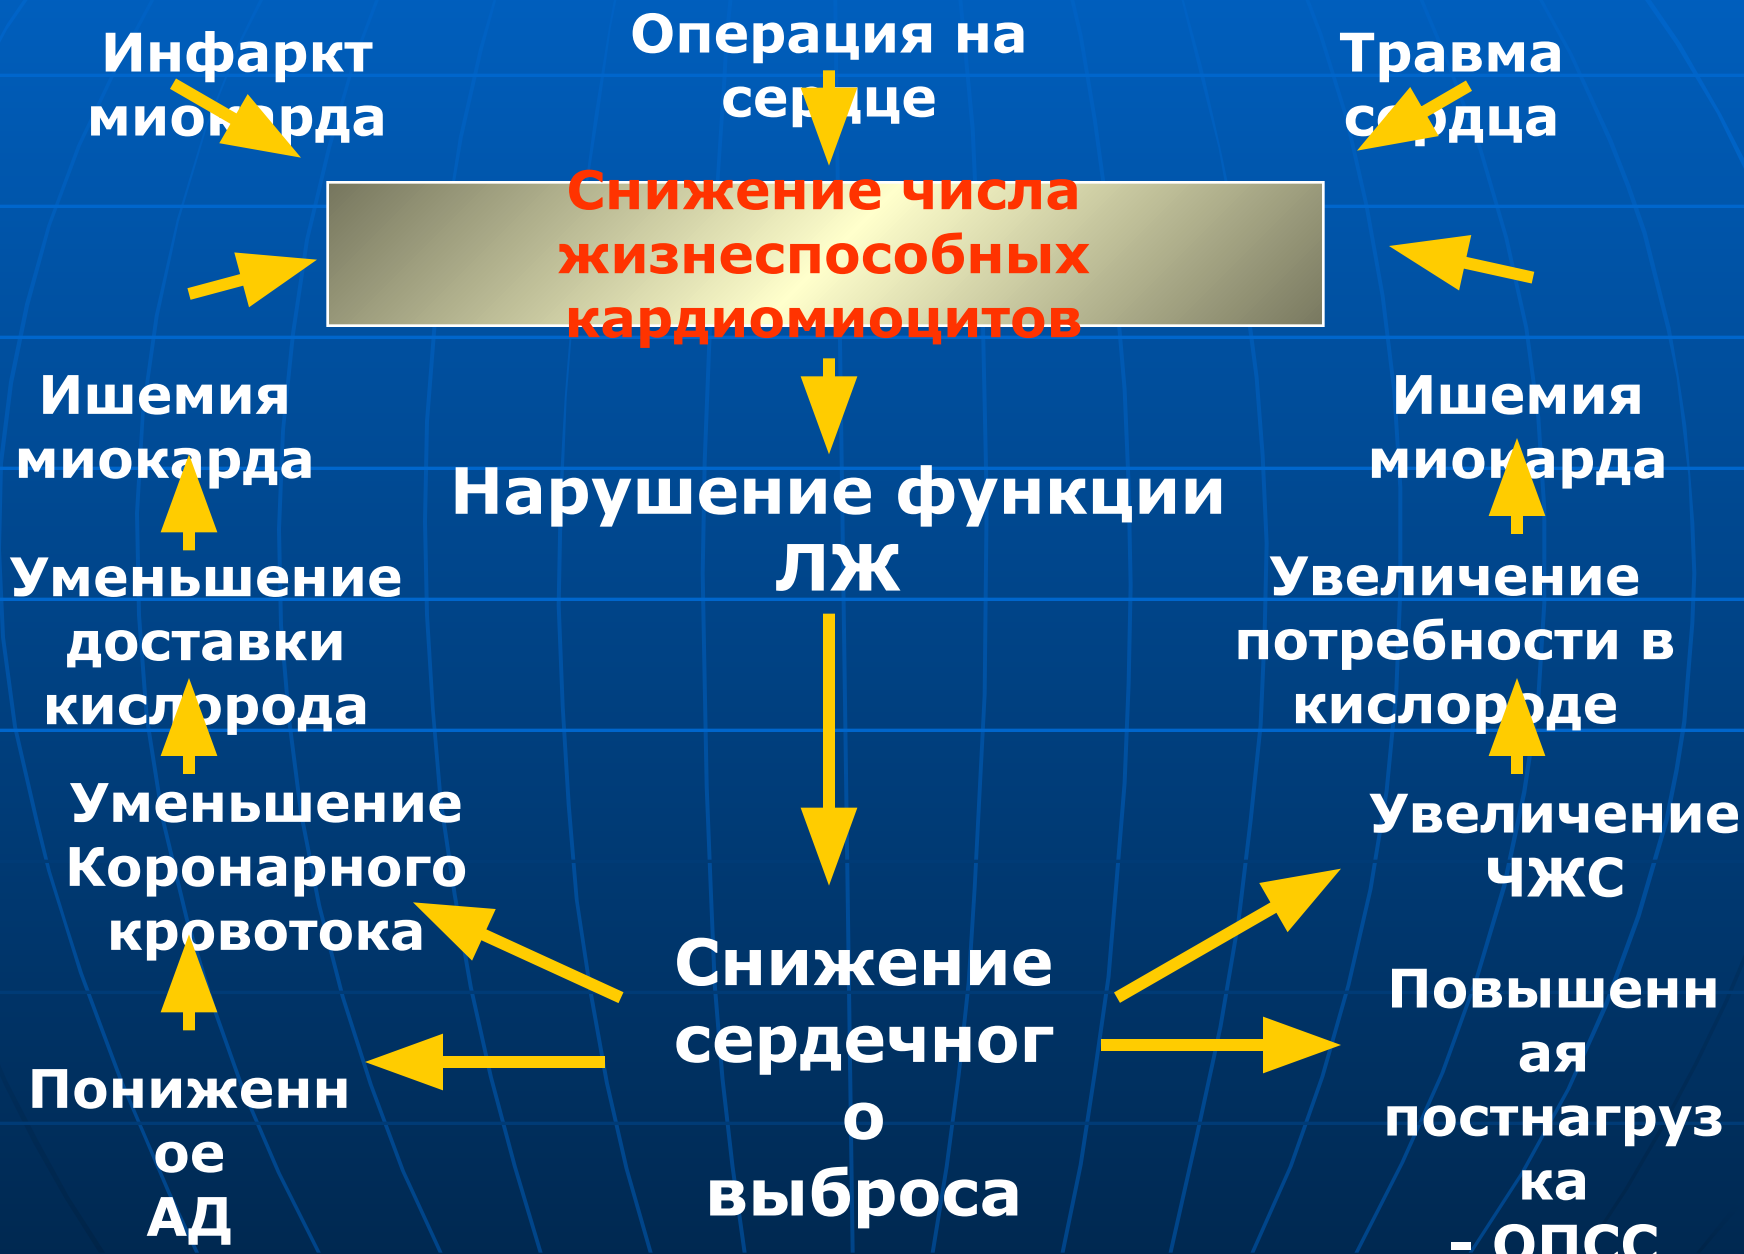 Инфаркт
миокарда
Операция на
сердце
Травма
сердца
Снижение числа
жизнеспособных
кардиомиоцитов
Ишемия
миокарда
Нарушение функции
ЛЖ
Ишемия
миокарда
Уменьшение
доставки
кислорода
Увеличение
потребности в
кислороде
Уменьшение
Коронарного
кровотока
Увеличение
ЧЖС
Снижение
сердечног
о
выброса
Пониженн
ое
АД
Повышенн
ая
постнагруз
ка
- ОПСС